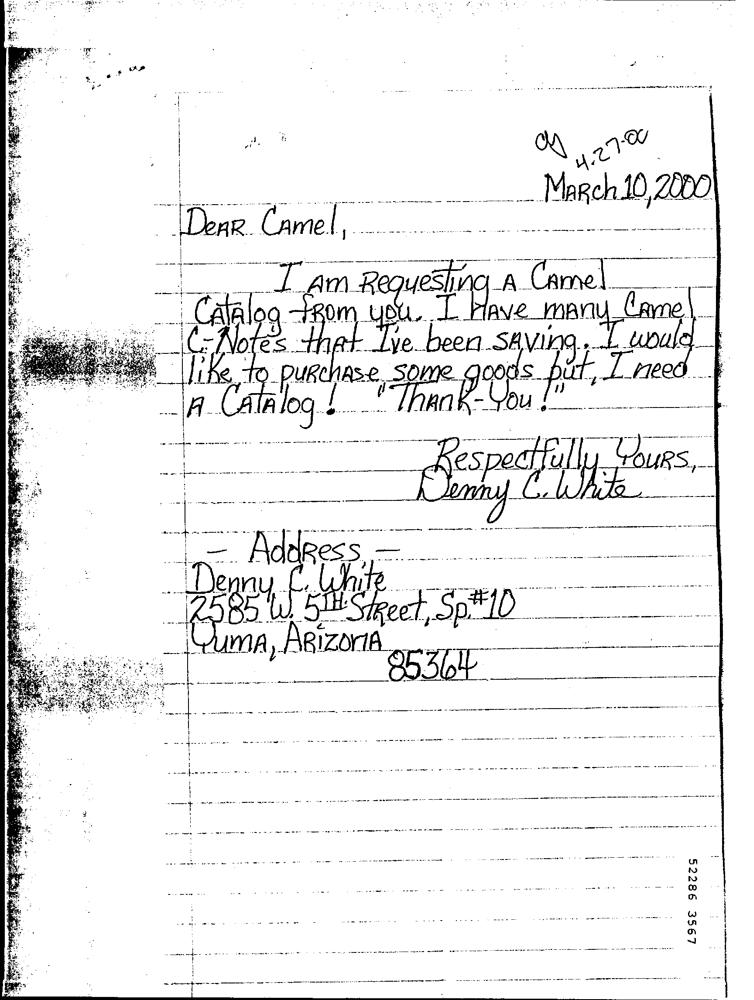 4-27-00
March 10, 2000
Dear Camel,
I am Requesting a Camel
Catalog from you. I have many Camel
C-Notes that I've been saving. I would
like to purchase some goods but, I need
a Catalog! "Thank-You!"
Respectfully Yours,
Denny C. White
- Address -
Denny C. White
2585 W. 5TH Street, Sp.#10
Yuma, Arizona
85364
52286 3567